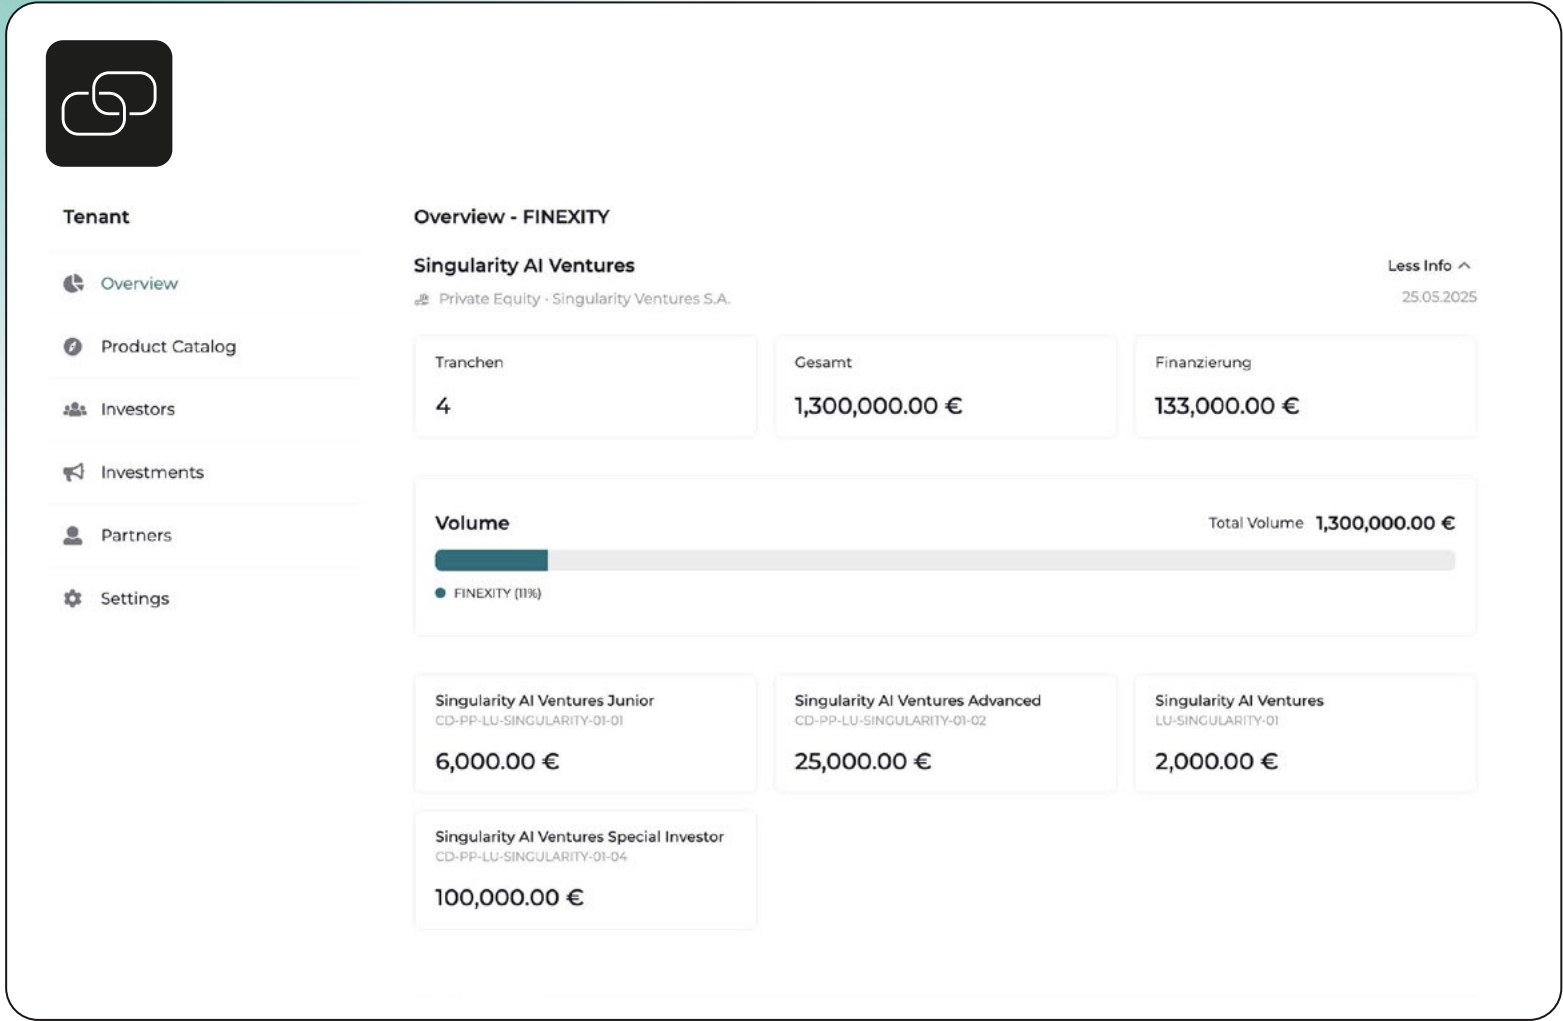 Tenant
Overview
Product Catalog
Investors
Investments
Partners
Settings
Overview - FINEXITY
Singularity AI Ventures
Less Info
Private Equity · Singularity Ventures S.A.
25.05.2025
Tranchen
4
Gesamt
1,300,000.00 €
Finanzierung
133,000.00 €
Volume
Total Volume 1,300,000.00 €
FINEXITY (11%)
Singularity AI Ventures Junior
CD-PP-LU-SINGULARITY-01-01
6,000.00 €
Singularity AI Ventures Advanced
CD-PP-LU-SINGULARITY-01-02
25,000.00 €
Singularity AI Ventures
LU-SINGULARITY-01
2,000.00 €
Singularity AI Ventures Special Investor
CD-PP-LU-SINGULARITY-01-04
100,000.00 €